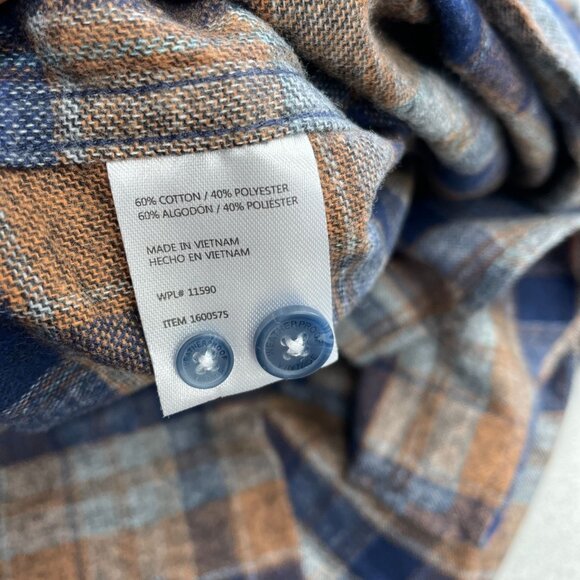 60% COTTON / 40% POLYESTER
60% ALGODÓN / 40% POLIÉSTER
MADE IN VIETNAM
HECHO EN VIETNAM
WPL# 11590
ITEM 1600575